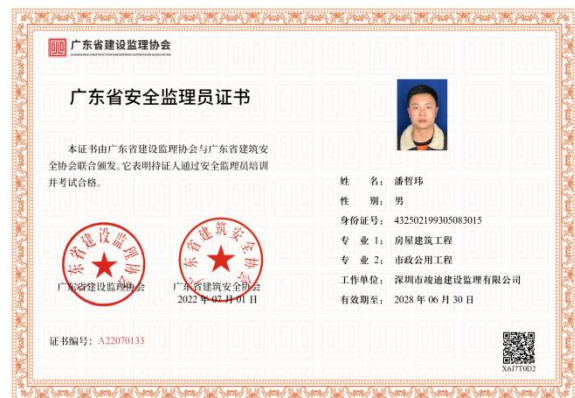 广东省建设监理协会
广东省安全监理员证书
本证书由广东省建设监理协会与广东省建筑安
全协会联合颁发。它表明持证人通过安全监理员培训
并考试合格。
广东省建设监理协会
广东省建筑安全协会
2022 年 07 月 01 日
证书编号：A22070133
姓 名：潘哲玮
性 别：男
身份证号：432502199305083015
专 业 1：房屋建筑工程
专 业 2：市政公用工程
工作单位：深圳市竣迪建设监理有限公司
有效期至：2028 年 06 月 30 日
X6J7T0D2